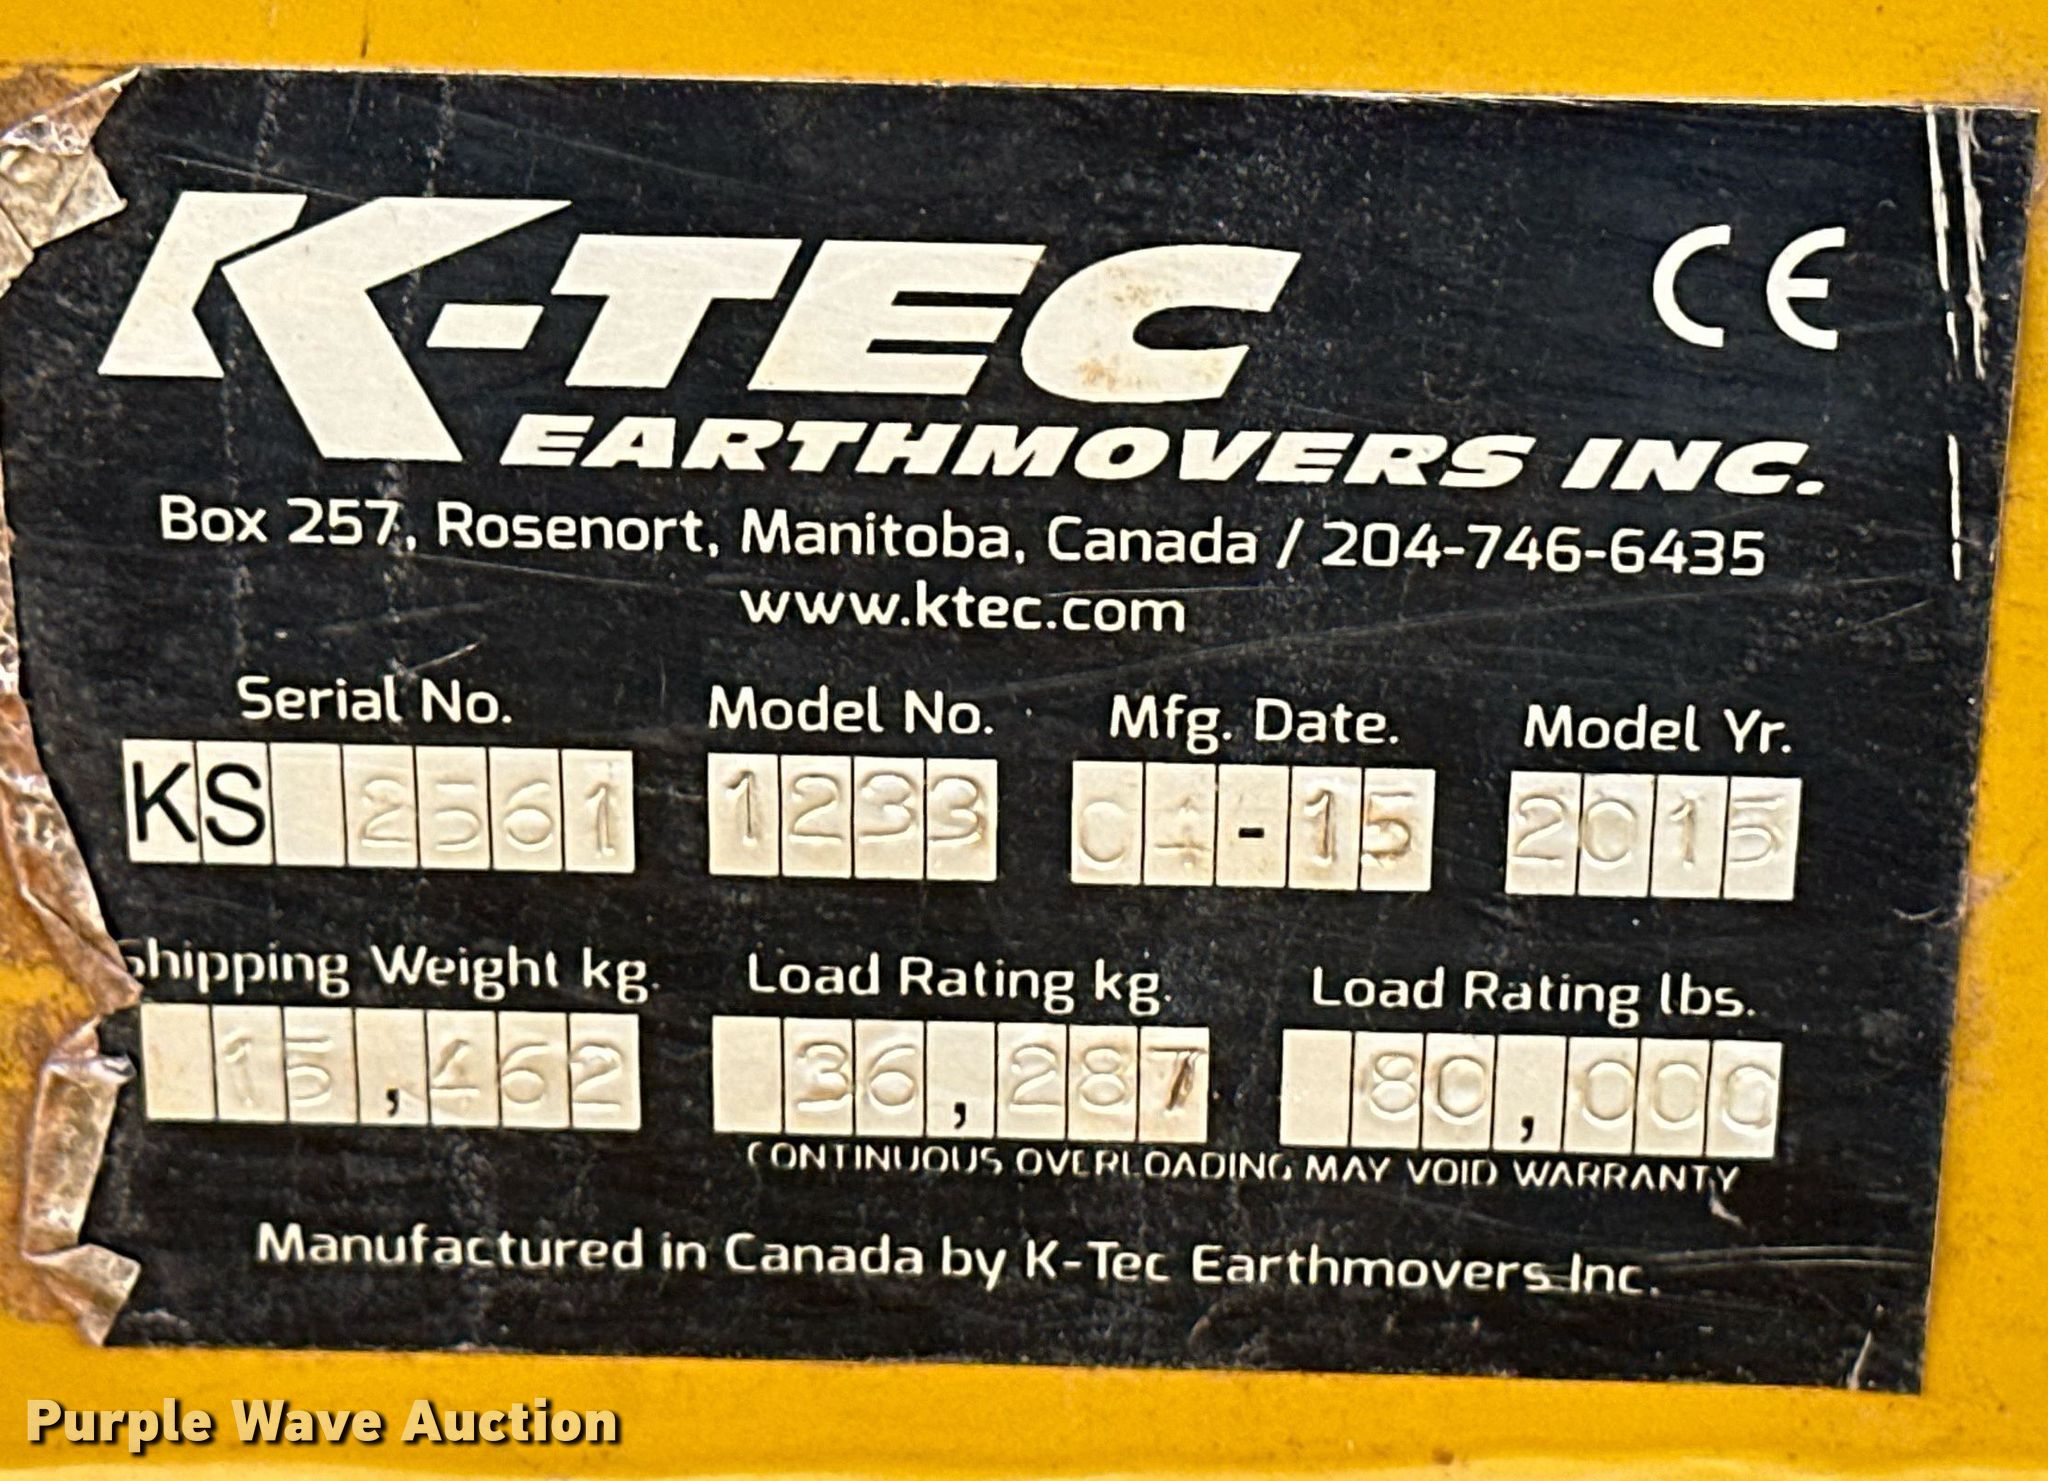 K-TEC
CE
EARTHMOVERS INC.
Box 257, Rosenort, Manitoba, Canada / 204-746-6435
www.ktec.com
Serial No. Model No. Mfg. Date. Model Yr.
KS 2561 1233 04-15 2015
Shipping Weight kg. Load Rating kg. Load Rating lbs.
15,462 36,287 80,000
CONTINUOUS OVERLOADING MAY VOID WARRANTY
Manufactured in Canada by K-Tec Earthmovers Inc.
Purple Wave Auction